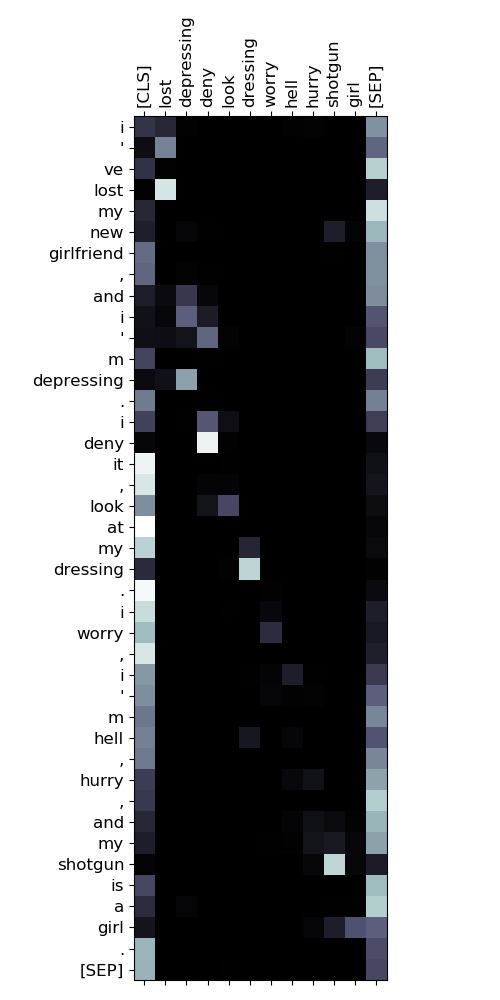 [CLS] lost depressing deny look dressing worry hell hurry shotgun girl [SEP]
i
'
ve
lost
my
new
girlfriend
,
and
i
'
m
depressing
.
i
deny
it
,
look
at
my
dressing
.
i
worry
,
i
'
m
hell
,
hurry
,
and
my
shotgun
is
a
girl
.
[SEP]